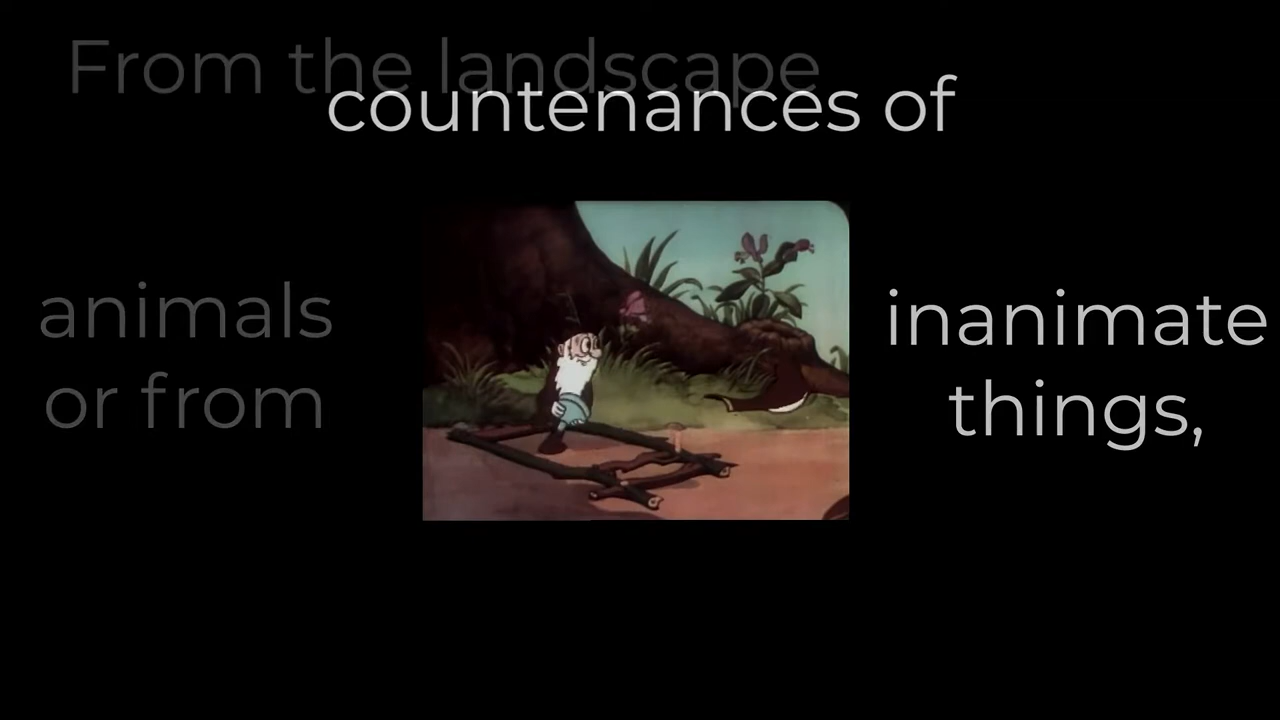 From the landscape
countenances of
animals
or from
inanimate
things,